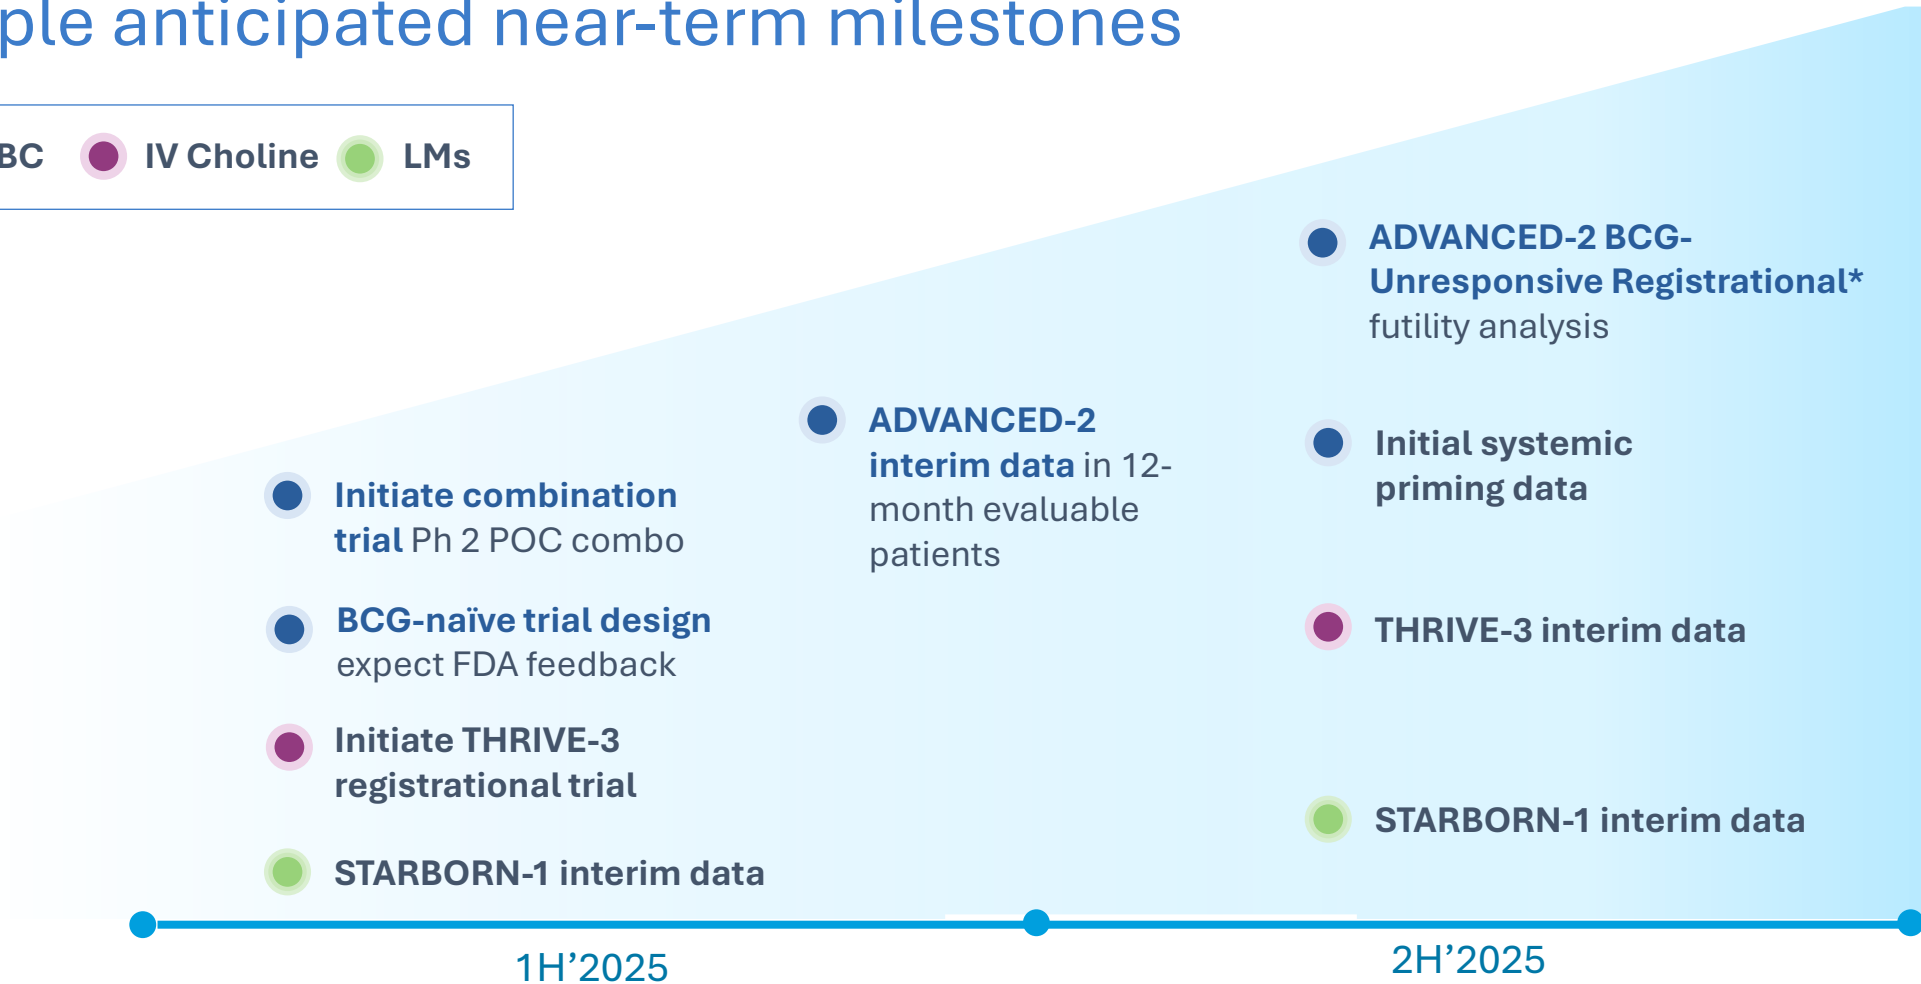 ple anticipated near-term milestones
BC IV Choline LMs
ADVANCED-2 BCG-
Unresponsive Registrational*
futility analysis
ADVANCED-2
interim data in 12-
month evaluable
patients
Initial systemic
priming data
Initiate combination
trial Ph 2 POC combo
BCG-naïve trial design
expect FDA feedback
THRIVE-3 interim data
Initiate THRIVE-3
registrational trial
STARBORN-1 interim data
STARBORN-1 interim data
1H’2025
2H’2025